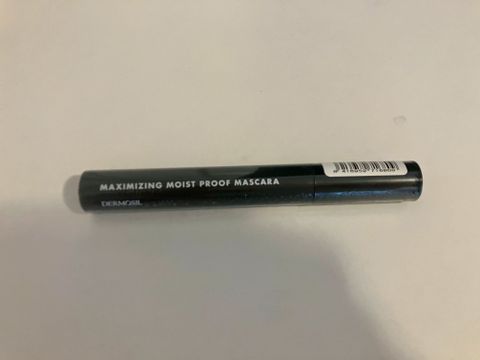 MAXIMIZING MOIST PROOF MASCARA
DERMOSIL